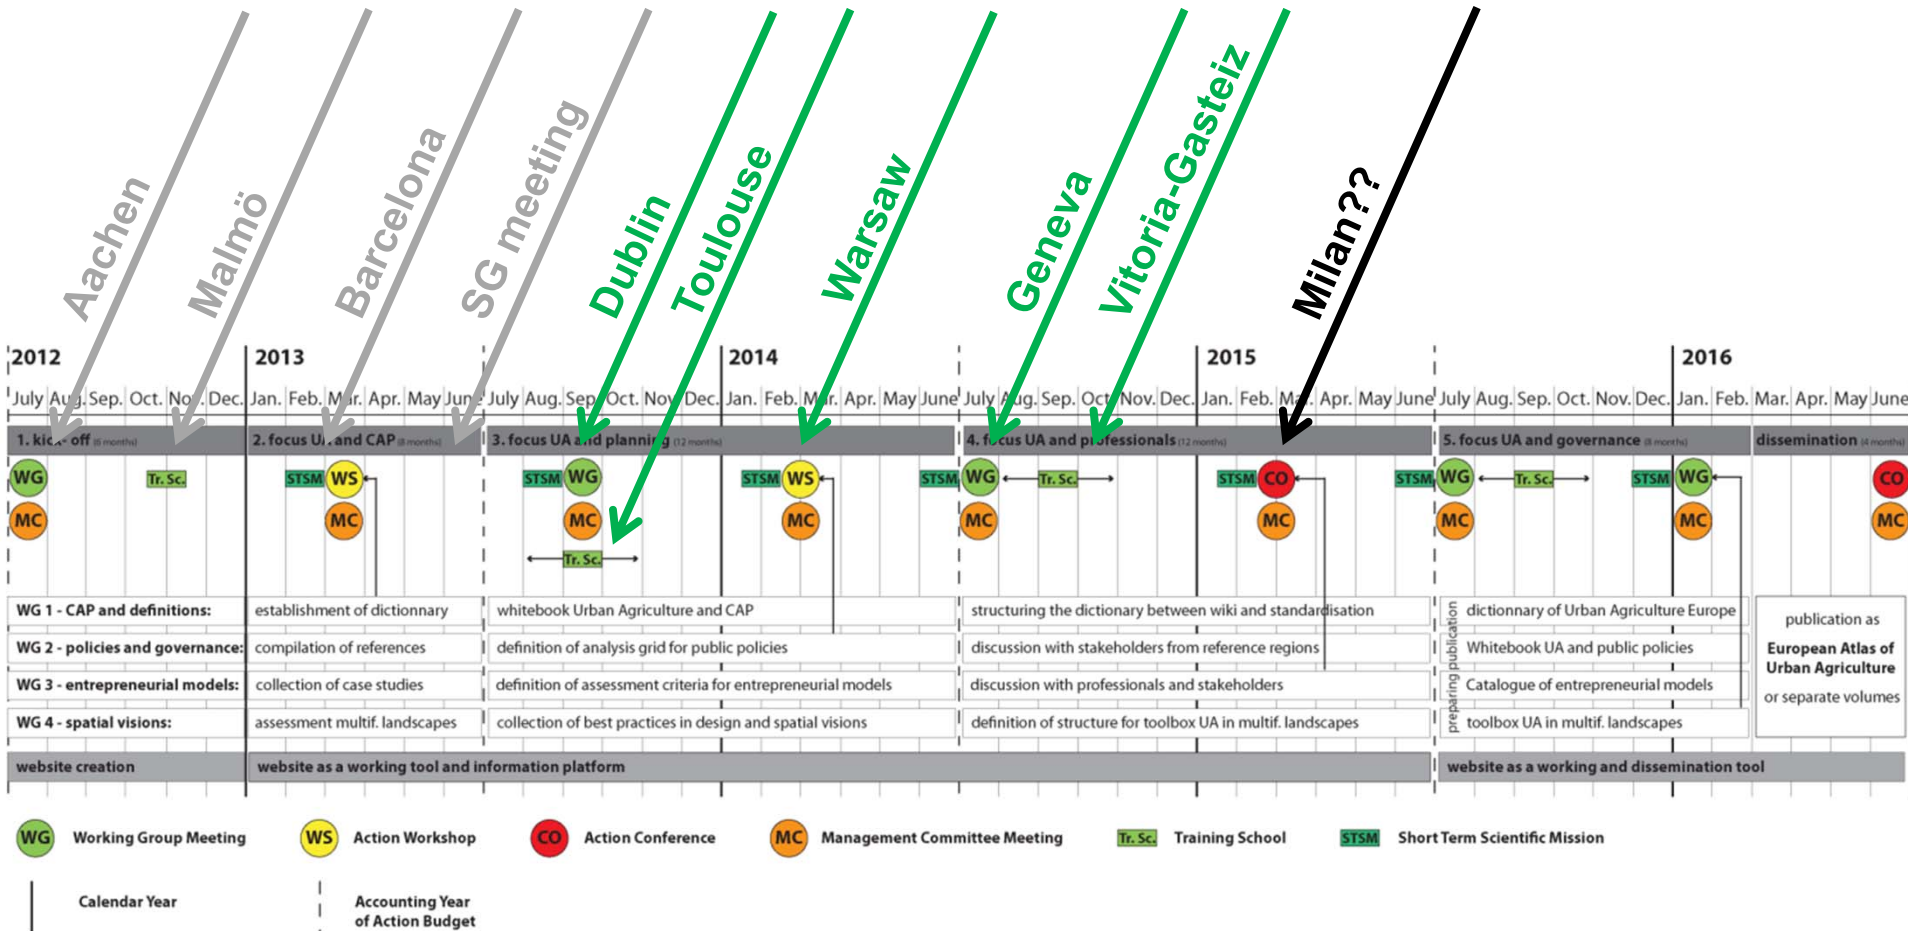 Aachen
Malmö
Barcelona
SG meeting
Dublin
Toulouse
Warsaw
Geneva
Vitoria-Gasteiz
Milan??
2012 2013 2014 2015 2016
July Aug. Sep. Oct. Nov. Dec. Jan. Feb. Mar. Apr. May June July Aug. Sep. Oct. Nov. Dec. Jan. Feb. Mar. Apr. May June July Aug. Sep. Oct. Nov. Dec. Jan. Feb. Mar. Apr. May June July Aug. Sep. Oct. Nov. Dec. Jan. Feb. Mar. Apr. May June
1. kick- off (6 months) 2. focus UA and CAP (8 months) 3. focus UA and planning (12 months) 4. focus UA and professionals (12 months) 5. focus UA and governance (8 months) dissemination (4 months)
WG Tr. Sc. STSM WS STSM WG STSM WS STSM WG Tr. Sc. STSM CO STSM WG Tr. Sc. STSM WG CO
MC MC MC MC MC MC MC MC MC
Tr. Sc.
WG 1 - CAP and definitions: establishment of dictionnary whitebook Urban Agriculture and CAP structuring the dictionary between wiki and standardisation dictionnary of Urban Agriculture Europe
WG 2 - policies and governance: compilation of references definition of analysis grid for public policies discussion with stakeholders from reference regions Whitebook UA and public policies
WG 3 - entrepreneurial models: collection of case studies definition of assessment criteria for entrepreneurial models discussion with professionals and stakeholders Catalogue of entrepreneurial models
WG 4 - spatial visions: assessment multif. landscapes collection of best practices in design and spatial visions definition of structure for toolbox UA in multif. landscapes toolbox UA in multif. landscapes
preparing publication
publication as
European Atlas of
Urban Agriculture
or separate volumes
website creation website as a working tool and information platform website as a working and dissemination tool
WG Working Group Meeting WS Action Workshop CO Action Conference MC Management Committee Meeting Tr. Sc. Training School STSM Short Term Scientific Mission
Calendar Year Accounting Year
of Action Budget